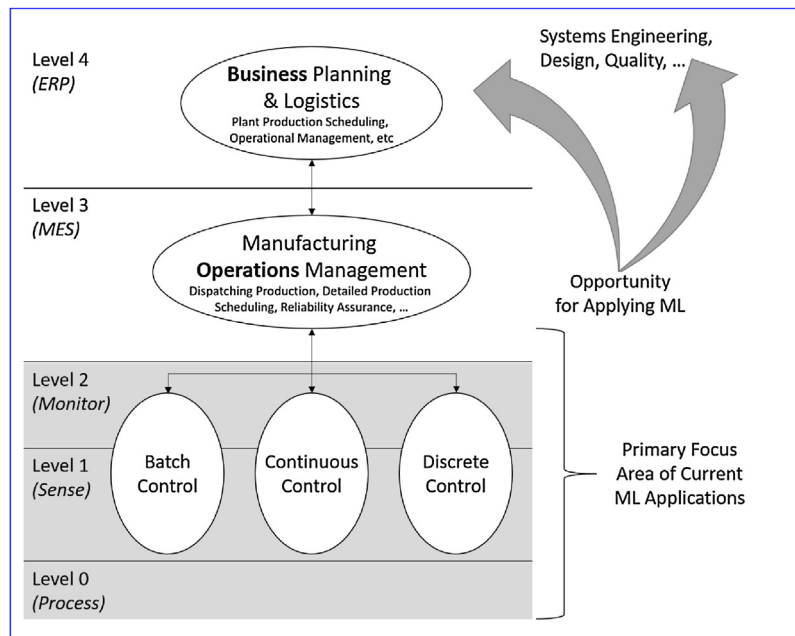 Level 4
(ERP)
Business Planning
& Logistics
Plant Production Scheduling,
Operational Management, etc
Systems Engineering,
Design, Quality, ...
Level 3
(MES)
Manufacturing
Operations Management
Dispatching Production, Detailed Production
Scheduling, Reliability Assurance, ...
Opportunity
for Applying ML
Level 2
(Monitor)
Level 1
(Sense)
Batch
Control
Continuous
Control
Discrete
Control
Primary Focus
Area of Current
ML Applications
Level 0
(Process)